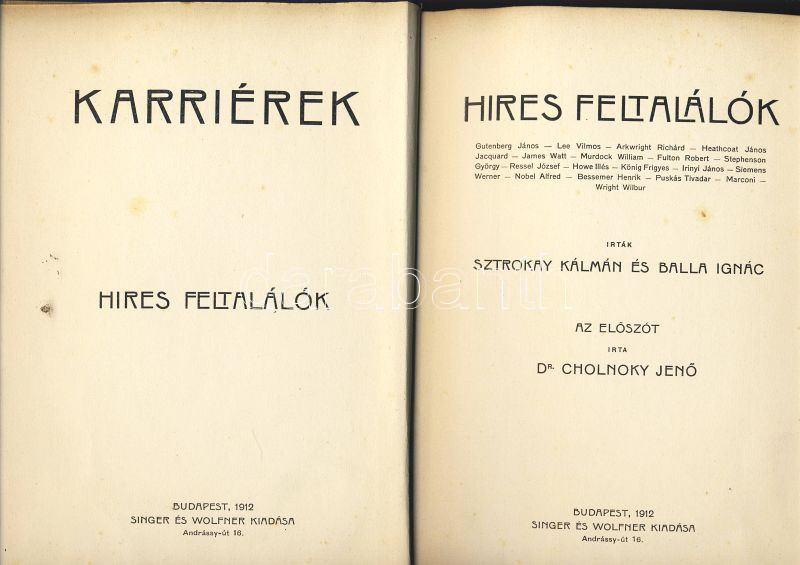 KARRIÉREK
HIRES FELTALÁLÓK
BUDAPEST, 1912
SINGER ÉS WOLFNER KIADÁSA
Andrássy-út 16.
HIRES FELTALÁLÓK
Gutenberg János — Lee Vilmos — Arkwright Richárd — Heathcoat János
Jacquard — James Watt — Murdock William — Fulton Robert — Stephenson
György — Ressel József — Howe Illés — König Frigyes — Irinyi János — Siemens
Werner — Nobel Alfred — Bessemer Henrik — Puskás Tivadar — Marconi —
Wright Wilbur
IRTÁK
SZTROKAY KÁLMÁN ÉS BALLA IGNÁC
AZ ELŐSZÓT
IRTA
DR. CHOLNOKY JENŐ
BUDAPEST, 1912
SINGER ÉS WOLFNER KIADÁSA
Andrássy-út 16.
darabanth